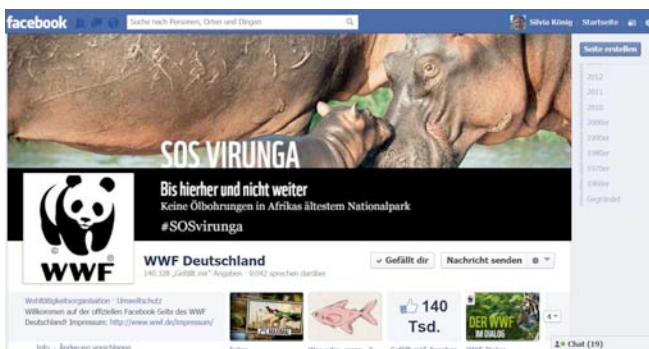 facebook
Suche nach Personen, Orten und Dingen
Silvia König Startseite
Seite erstellen
2012
2011
2010
2000er
1990er
1980er
1970er
1960er
Gegründet
SOS VIRUNGA
Bis hierher und nicht weiter
Keine Ölbohrungen in Afrikas ältestem Nationalpark
#SOSvirunga
WWF
WWF Deutschland
140.328 „Gefällt mir“ Angaben · 9.042 sprechen darüber
Gefällt dir
Nachricht senden
Wohltätigkeitsorganisation · Umweltschutz
Willkommen auf der offiziellen Facebook-Seite des WWF
Deutschland! Impressum: http://www.wwf.de/impressum/
140
Tsd.
DER WWF
IM DIALOG
4
Info – Änderung vorschlagen
Chat (19)